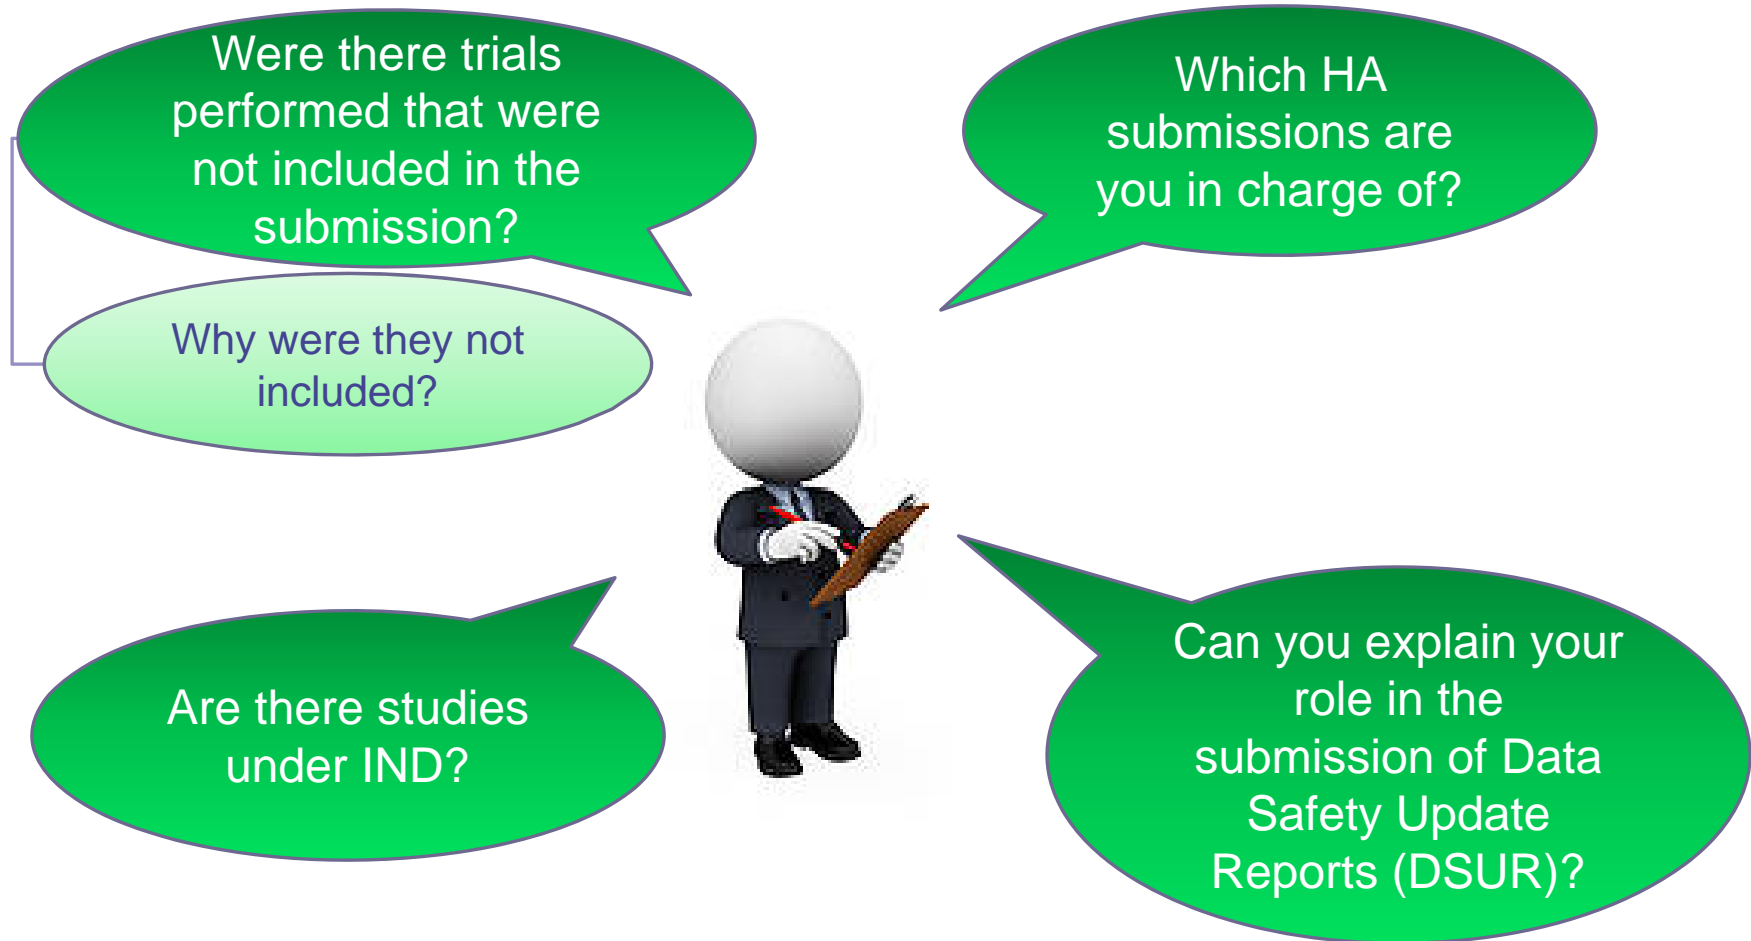 Were there trials
performed that were
not included in the
submission?
Why were they not
included?
Which HA
submissions are
you in charge of?
Are there studies
under IND?
Can you explain your
role in the
submission of Data
Safety Update
Reports (DSUR)?